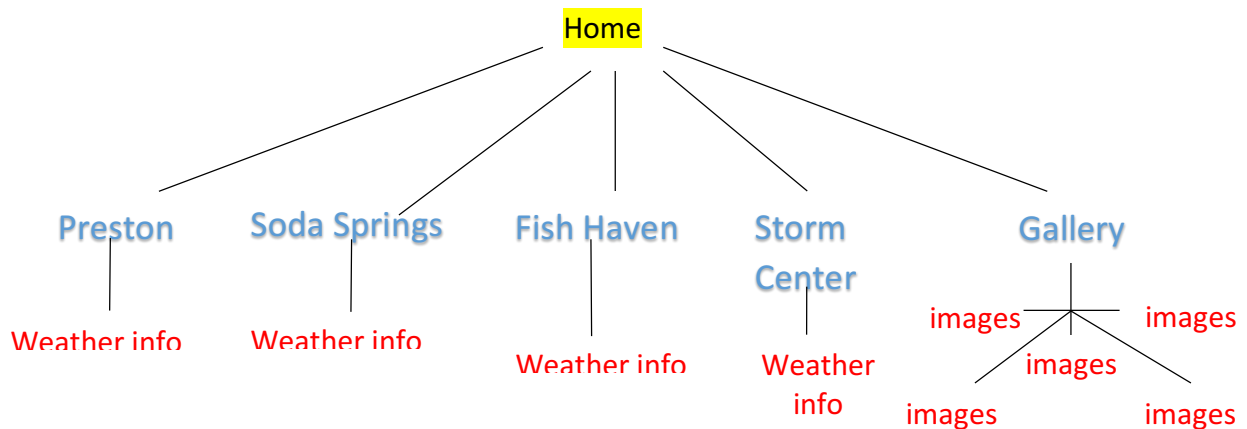 Home
Preston
Soda Springs
Fish Haven
Storm
Center
Gallery
Weather info
Weather info
Weather info
Weather
info
images
images
images
images
images